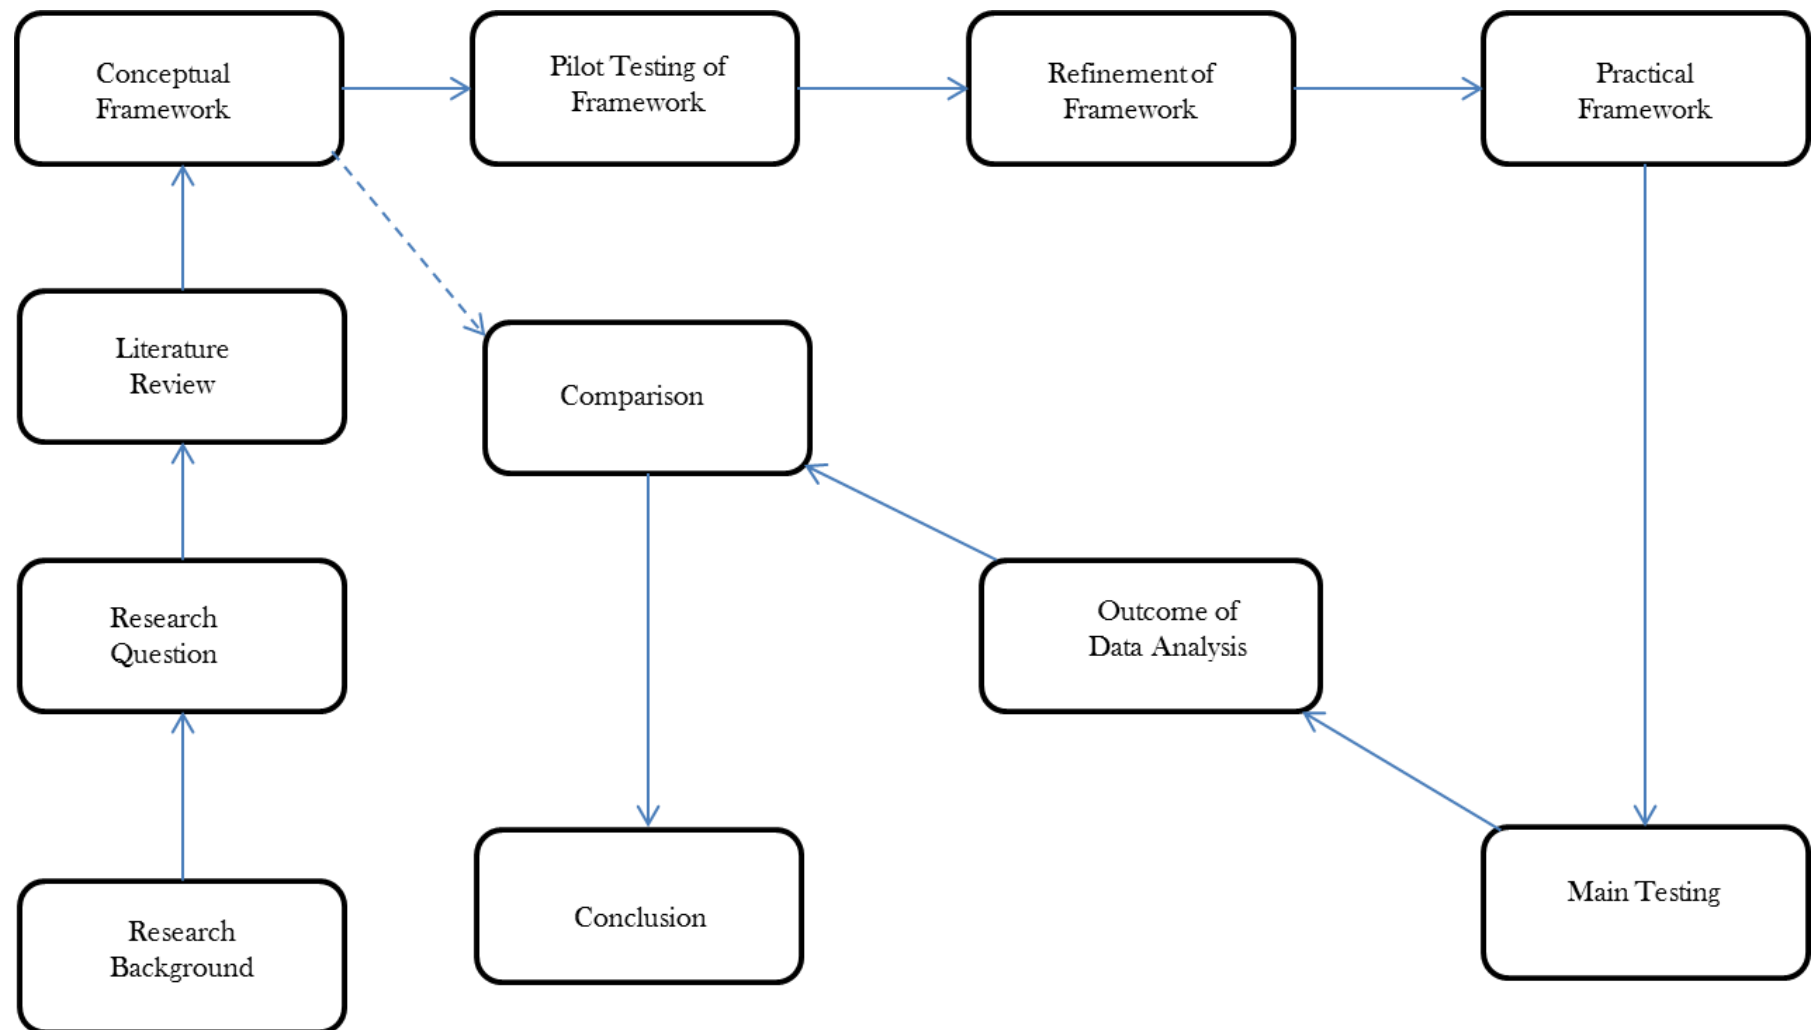 Conceptual
Framework
Pilot Testing of
Framework
Refinement of
Framework
Practical
Framework
Literature
Review
Comparison
Research
Question
Outcome of
Data Analysis
Main Testing
Conclusion
Research
Background